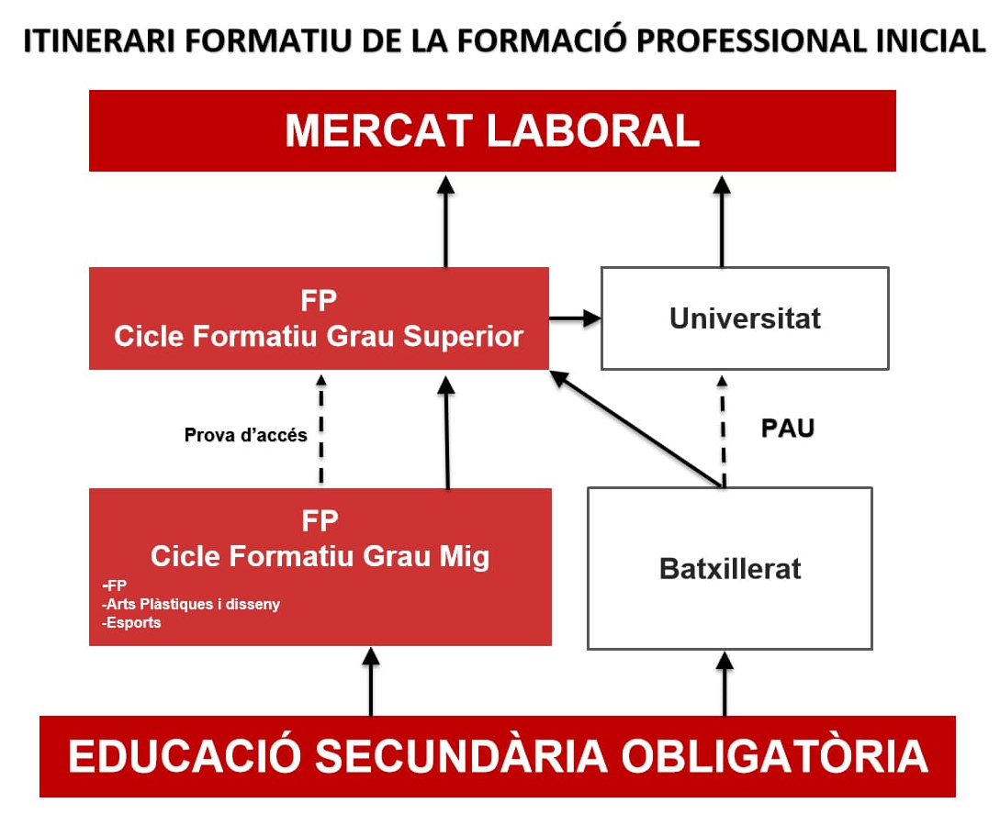 ITINERARI FORMATIU DE LA FORMACIÓ PROFESSIONAL INICIAL
MERCAT LABORAL
FP
Cicle Formatiu Grau Superior
Universitat
Prova d’accés
PAU
FP
Cicle Formatiu Grau Mig
-FP
-Arts Plàstiques i disseny
-Esports
Batxillerat
EDUCACIÓ SECUNDÀRIA OBLIGATÒRIA